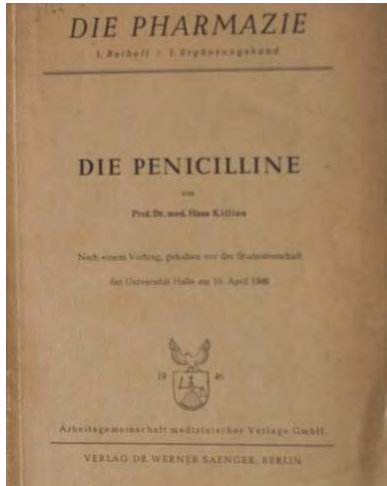 DIE PHARMAZIE
1. Beiheft / 1. Ergänzungsband
DIE PENICILLINE
von
Prof. Dr. med. Hans Killian
Nach einem Vortrag, gehalten vor der Studentenschaft
der Universität Halle am 10. April 1946
19 46
Arbeitsgemeinschaft medizinischer Verlage GmbH.
VERLAG DR. WERNER SAENGER, BERLIN